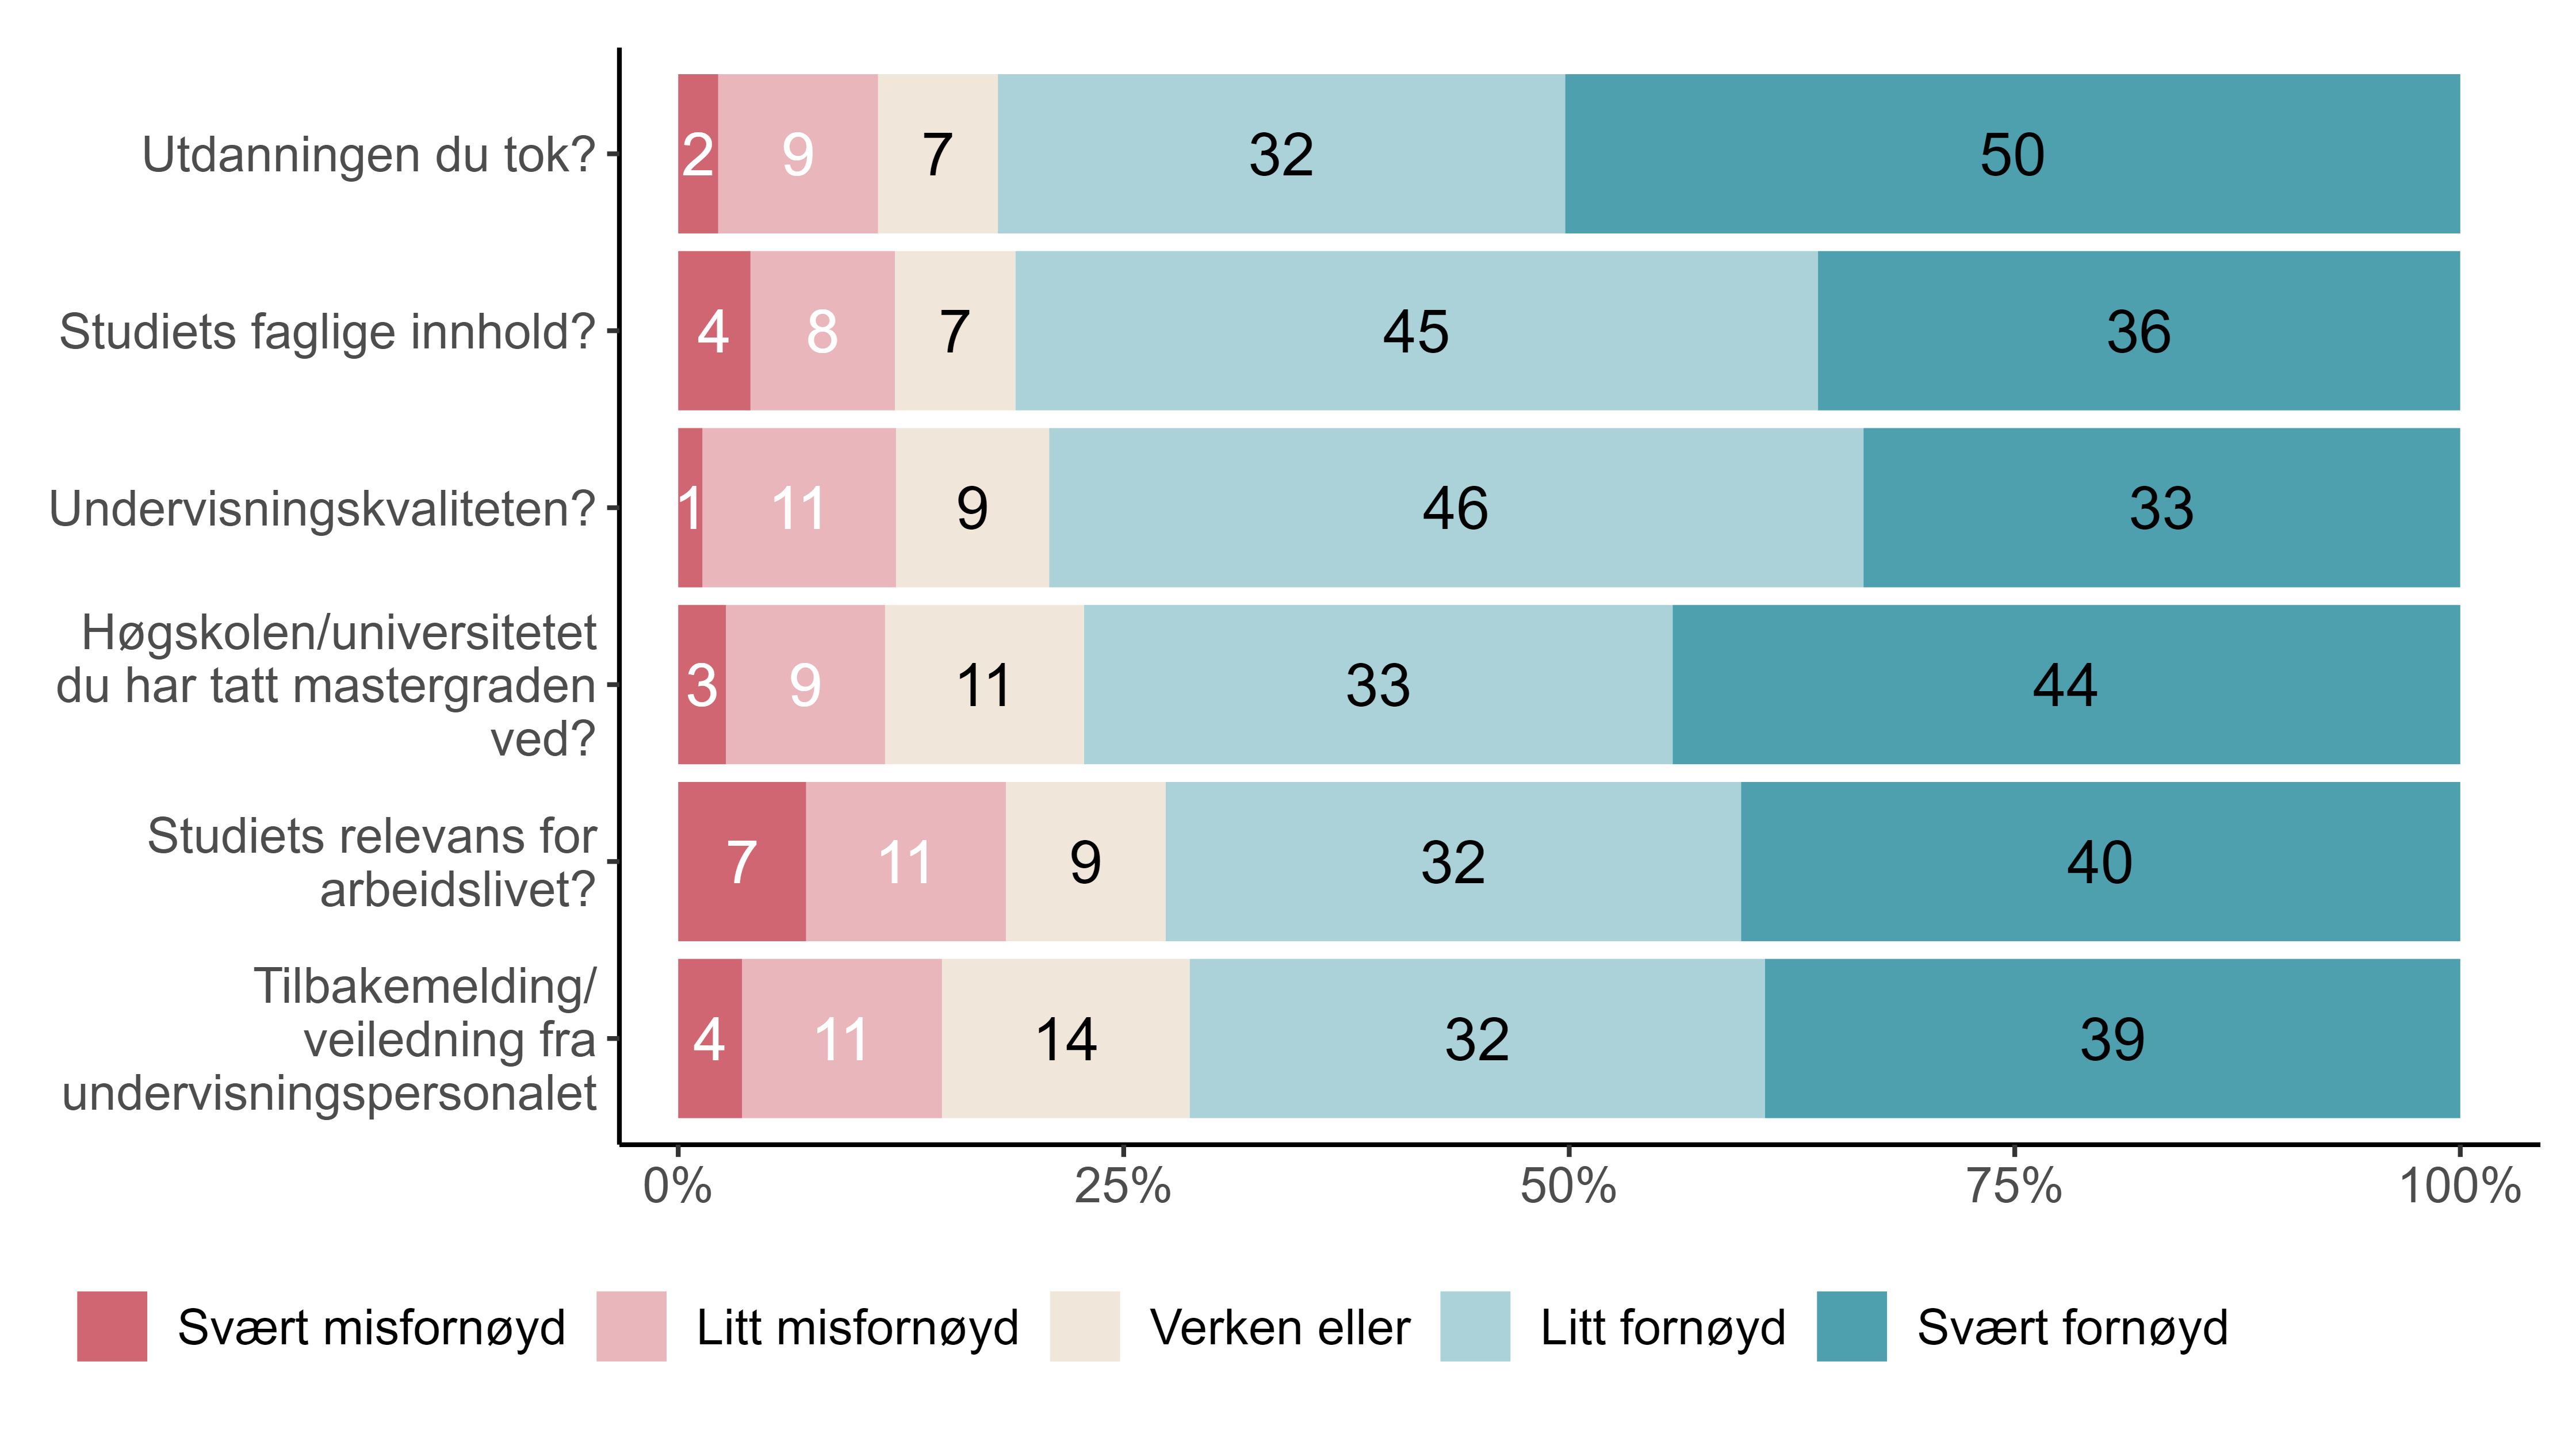 Utdanningen du tok?
2 9 7 32 50
Studiets faglige innhold?
4 8 7 45 36
Undervisningskvaliteten?
1 11 9 46 33
Høgskolen/universitetet
du har tatt mastergraden
ved?
3 9 11 33 44
Studiets relevans for
arbeidslivet?
7 11 9 32 40
Tilbakemelding/
veiledning fra
undervisningspersonalet
4 11 14 32 39
0% 25% 50% 75% 100%
Svært misfornøyd Litt misfornøyd Verken eller Litt fornøyd Svært fornøyd